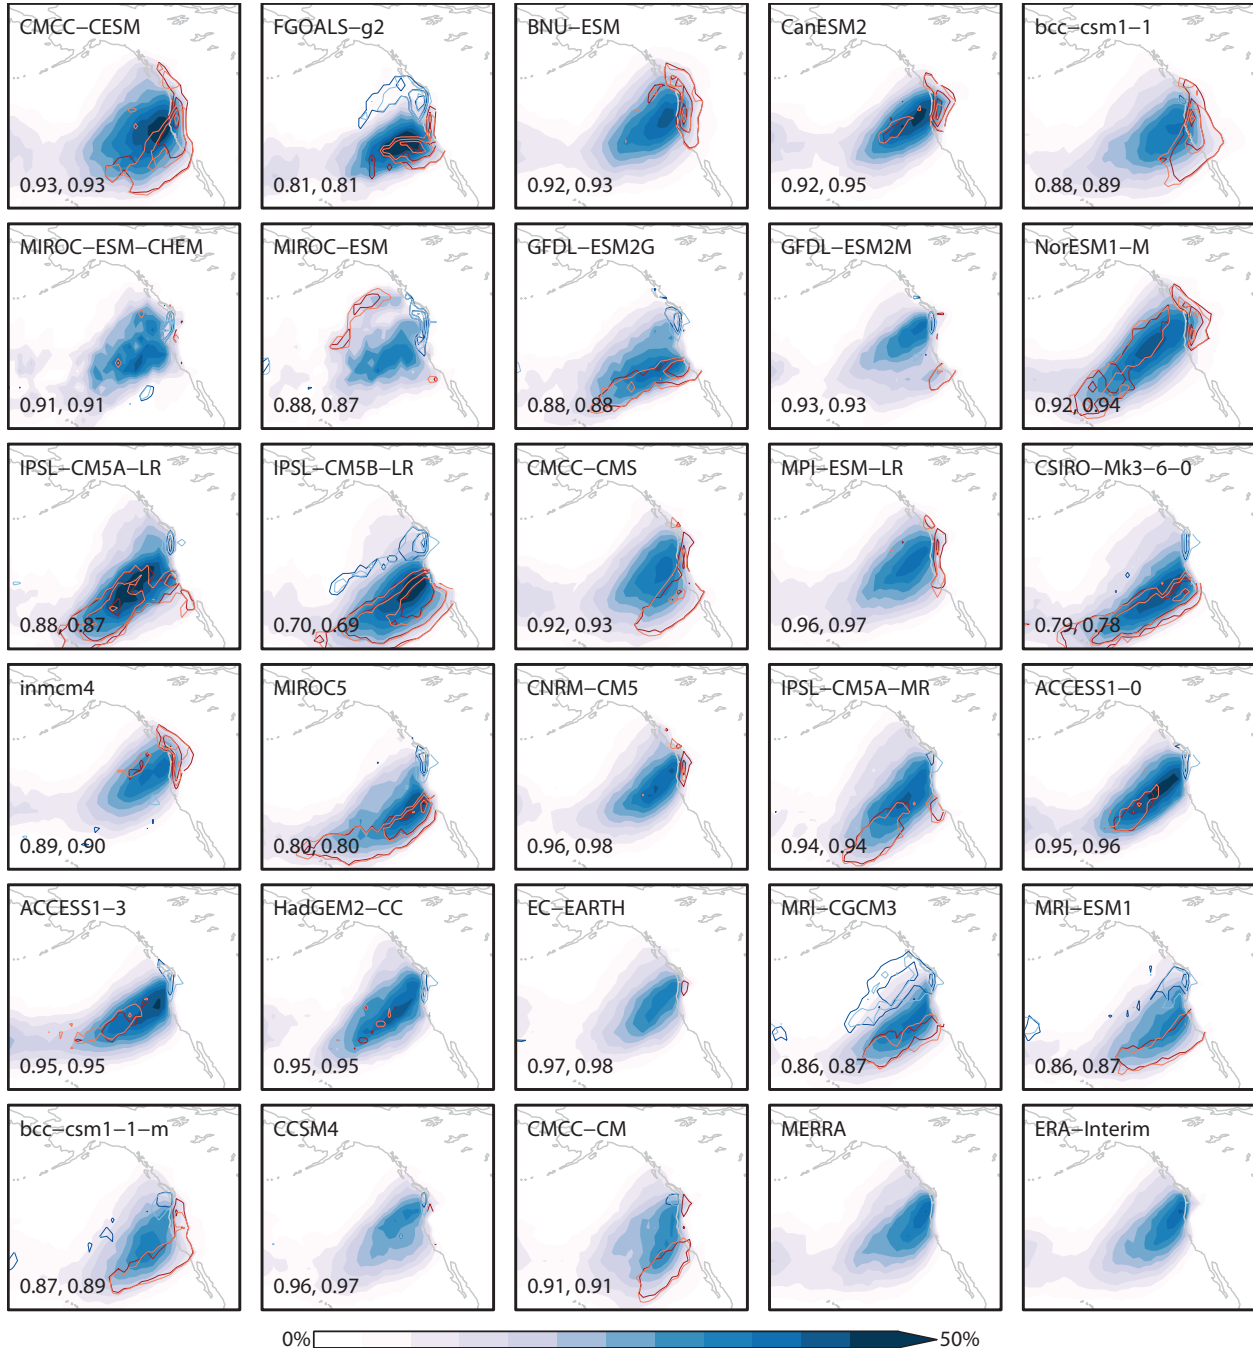 CMCC−CESM
0.93, 0.93
FGOALS−g2
0.81, 0.81
BNU−ESM
0.92, 0.93
CanESM2
0.92, 0.95
bcc−csm1−1
0.88, 0.89
MIROC−ESM−CHEM
0.91, 0.91
MIROC−ESM
0.88, 0.87
GFDL−ESM2G
0.88, 0.88
GFDL−ESM2M
0.93, 0.93
NorESM1−M
0.92, 0.94
IPSL−CM5A−LR
0.88, 0.87
IPSL−CM5B−LR
0.70, 0.69
CMCC−CMS
0.92, 0.93
MPI−ESM−LR
0.96, 0.97
CSIRO−Mk3−6−0
0.79, 0.78
inmcm4
0.89, 0.90
MIROC5
0.80, 0.80
CNRM−CM5
0.96, 0.98
IPSL−CM5A−MR
0.94, 0.94
ACCESS1−0
0.95, 0.96
ACCESS1−3
0.95, 0.95
HadGEM2−CC
0.95, 0.95
EC−EARTH
0.97, 0.98
MRI−CGCM3
0.86, 0.87
MRI−ESM1
0.86, 0.87
bcc−csm1−1−m
0.87, 0.89
CCSM4
0.96, 0.97
CMCC−CM
0.91, 0.91
MERRA
ERA−Interim
0%
50%